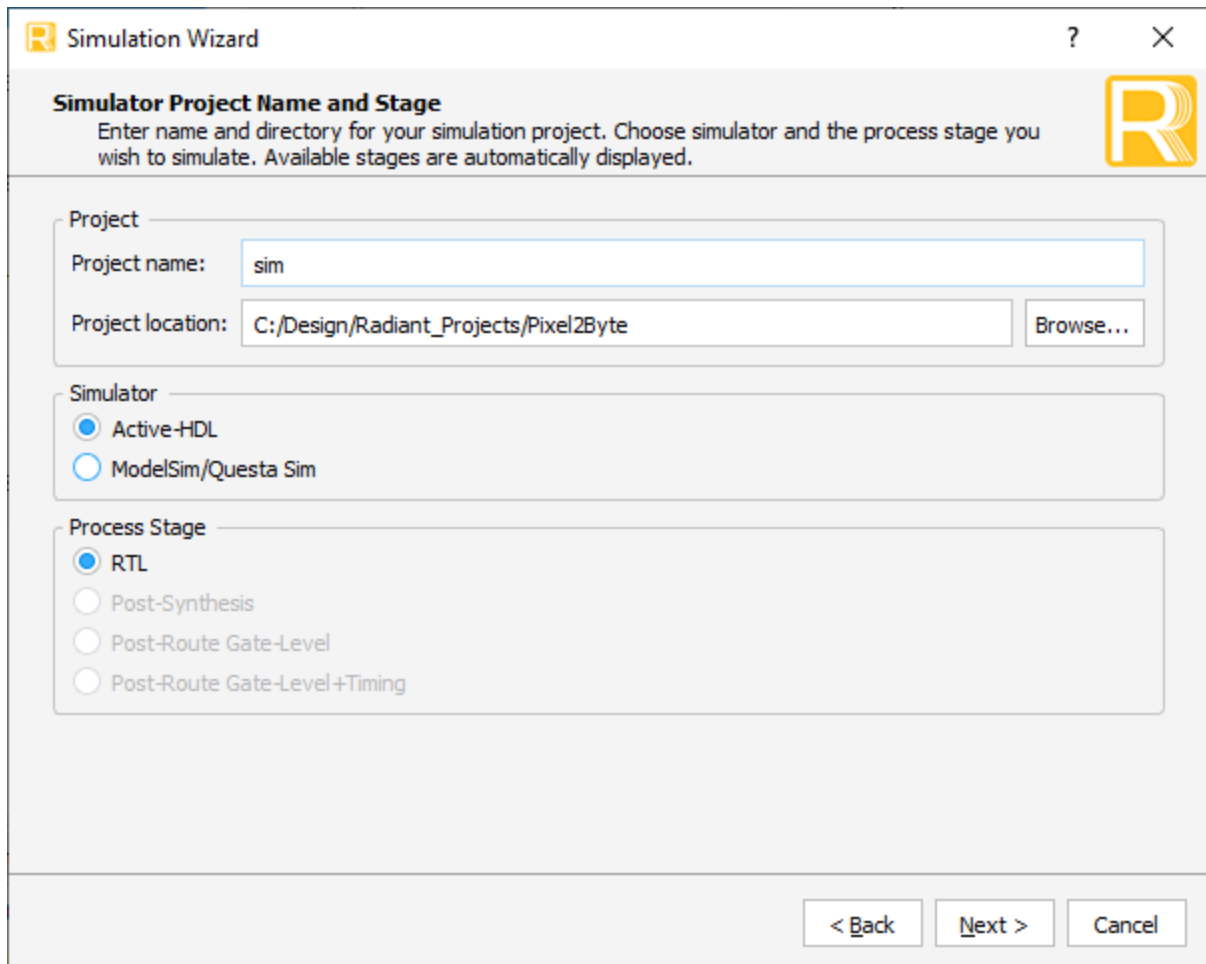 Simulation Wizard
?
Simulator Project Name and Stage
Enter name and directory for your simulation project. Choose simulator and the process stage you
wish to simulate. Available stages are automatically displayed.
R
Project
Project name:
sim
Project location:
C:/Design/Radiant_Projects/Pixel2Byte
Browse...
Simulator
Active-HDL
ModelSim/Questa Sim
Process Stage
RTL
Post-Synthesis
Post-Route Gate-Level
Post-Route Gate-Level+Timing
< Back
Next >
Cancel